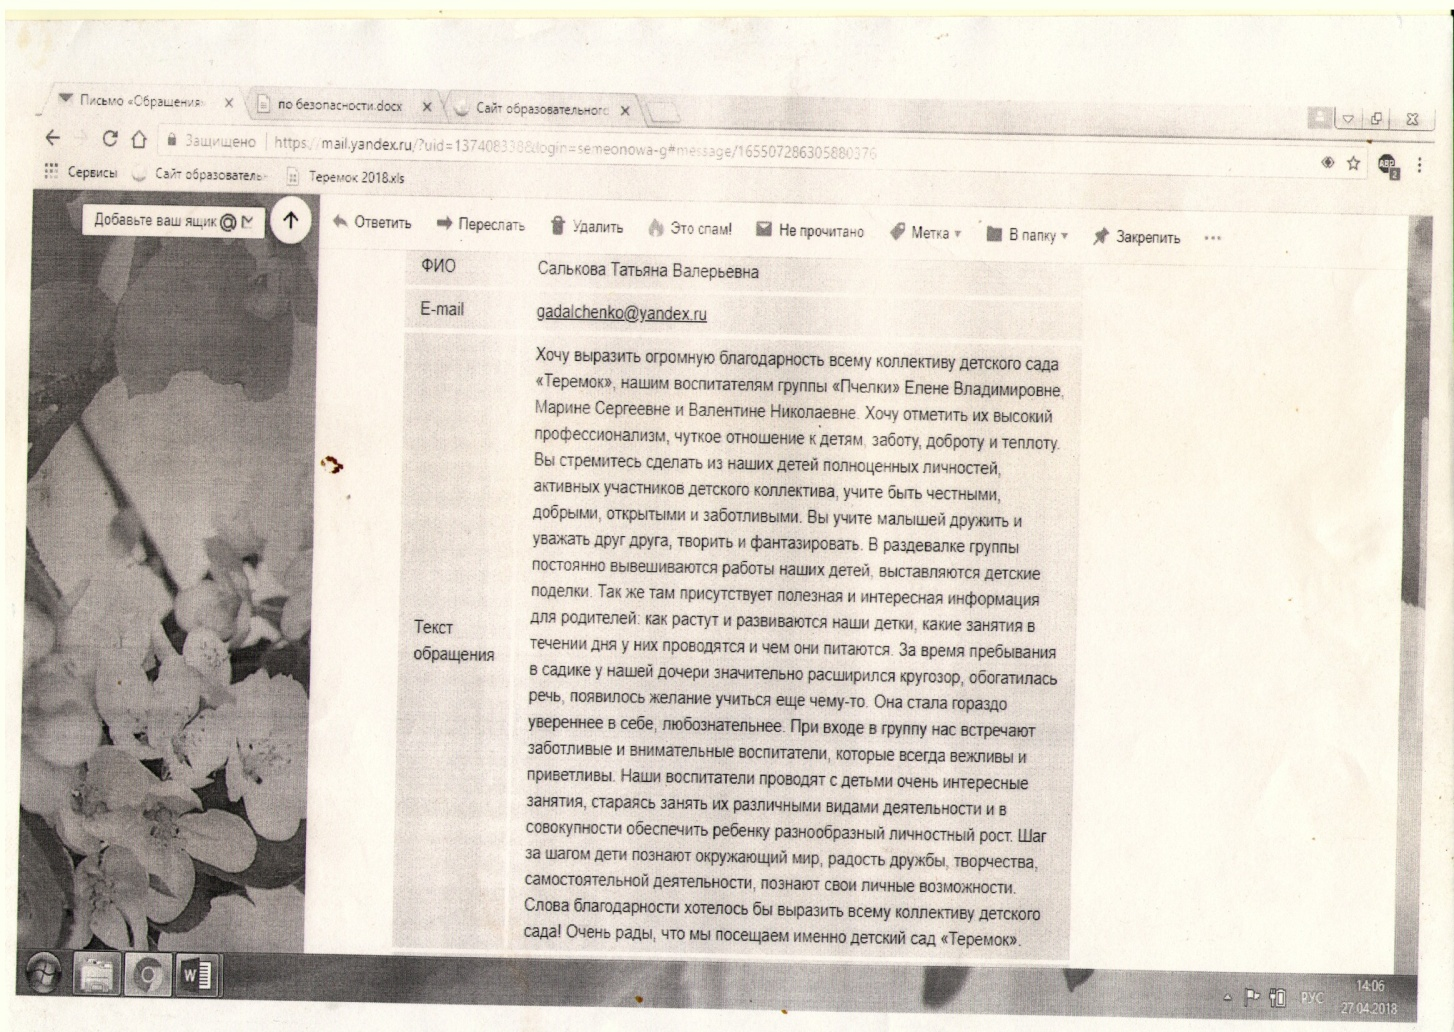 Письмо «Обращения
по безопасности.docx
Сайт образовательного
Защищено
https://mail.yandex.ru/?uid=137408338&login=semeonowa-g#message/165507286305880376
ABP
2
Сервисы
Сайт образователь
Теремок 2018.xls
Добавьте ваш ящик @
Ответить
Переслать
Удалить
Это спам!
Не прочитано
Метка
В папку
Закрепить
ФИО
Салькова Татьяна Валерьевна
E-mail
gadalchenko@yandex.ru
Текст
обращения
Хочу выразить огромную благодарность всему коллективу детского сада
«Теремок», нашим воспитателям группы «Пчелки» Елене Владимировне,
Марине Сергеевне и Валентине Николаевне. Хочу отметить их высокий
профессионализм, чуткое отношение к детям, заботу, доброту и теплоту.
Вы стремитесь сделать из наших детей полноценных личностей,
активных участников детского коллектива, учите быть честными,
добрыми, открытыми и заботливыми. Вы учите малышей дружить и
уважать друг друга, творить и фантазировать. В раздевалке группы
постоянно вывешиваются работы наших детей, выставляются детские
поделки. Так же там присутствует полезная и интересная информация
для родителей: как растут и развиваются наши детки, какие занятия в
течении дня у них проводятся и чем они питаются. За время пребывания
в садике у нашей дочери значительно расширился кругозор, обогатилась
речь, появилось желание учиться еще чему-то. Она стала гораздо
увереннее в себе, любознательнее. При входе в группу нас встречают
заботливые и внимательные воспитатели, которые всегда вежливы и
приветливы. Наши воспитатели проводят с детьми очень интересные
занятия, стараясь занять их различными видами деятельности и в
совокупности обеспечить ребенку разнообразный личностный рост. Шаг
за шагом дети познают окружающий мир, радость дружбы, творчества,
самостоятельной деятельности, познают свои личные возможности.
Слова благодарности хотелось бы выразить всему коллективу детского
сада! Очень рады, что мы посещаем именно детский сад «Теремок».
W
РУС
14:06
27.04.2018